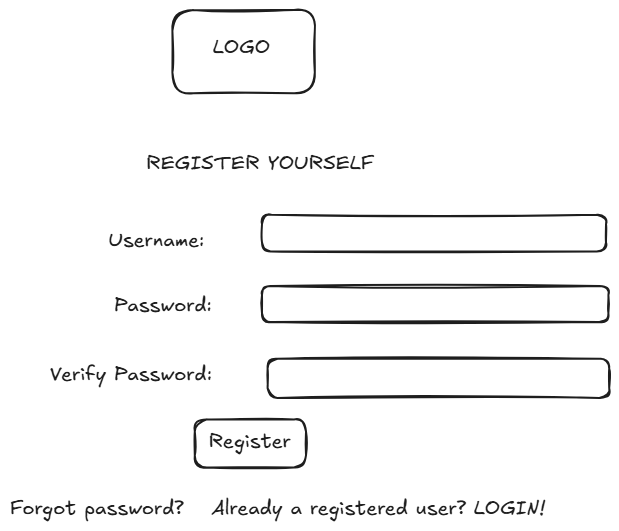 LOGO
REGISTER YOURSELF
Username:
Password:
Verify Password:
Register
Forgot password? Already a registered user? LOGIN!